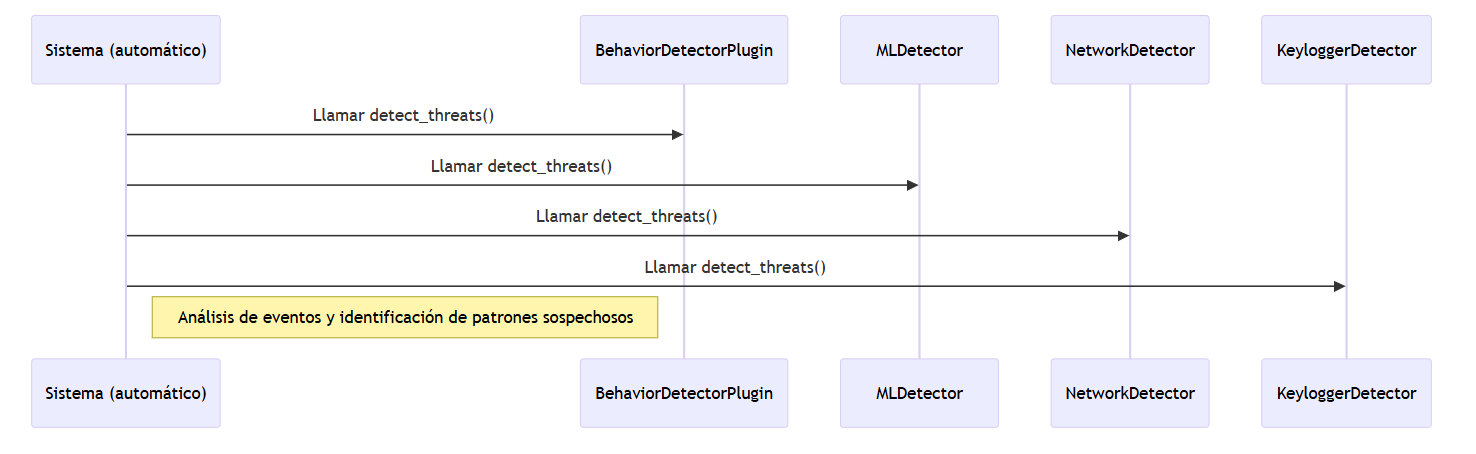 Sistema (automático)
BehaviorDetectorPlugin
MLDetector
NetworkDetector
KeyloggerDetector
Llamar detect_threats()
Llamar detect_threats()
Llamar detect_threats()
Llamar detect_threats()
Análisis de eventos y identificación de patrones sospechosos
Sistema (automático)
BehaviorDetectorPlugin
MLDetector
NetworkDetector
KeyloggerDetector